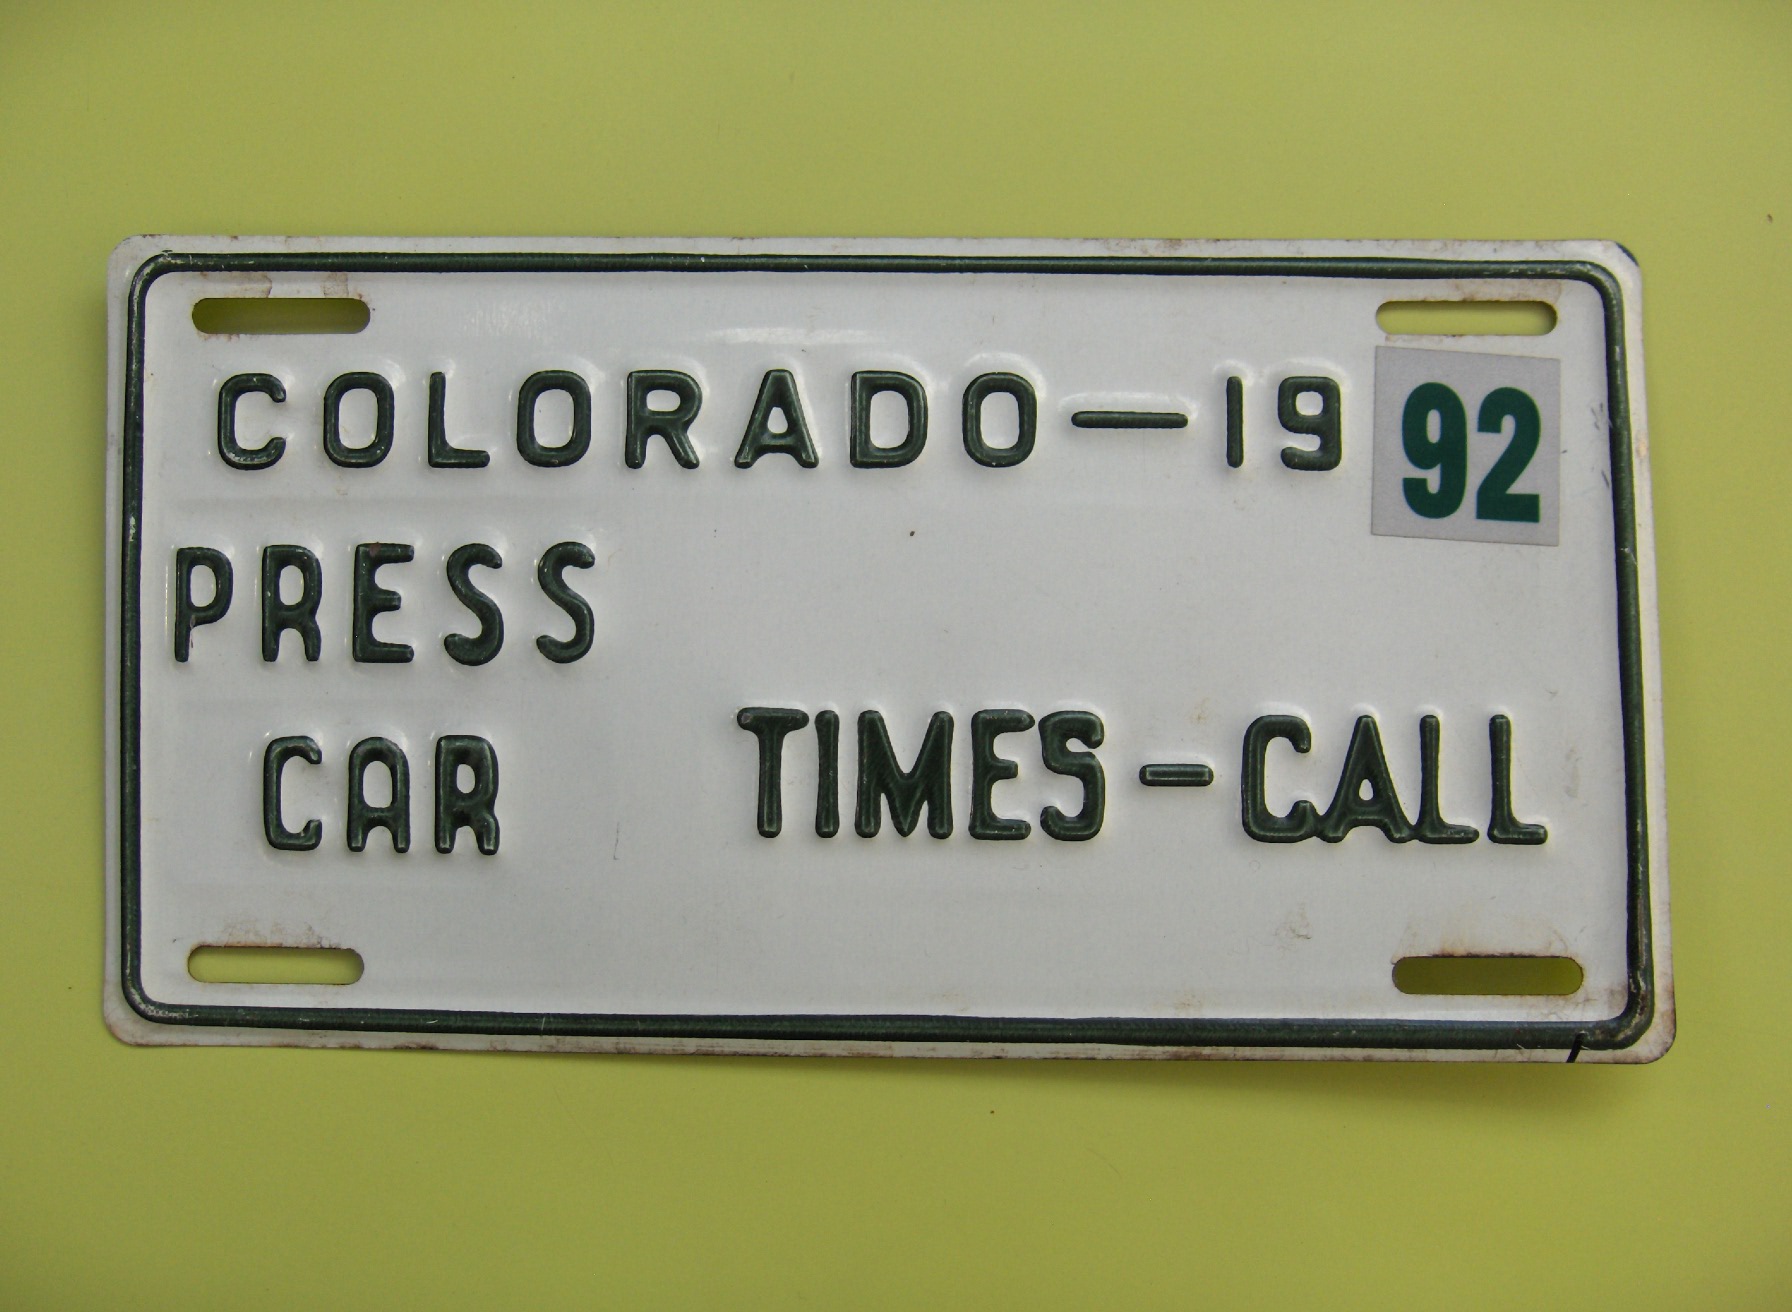 COLORADO—19 92
PRESS
CAR TIMES-CALL